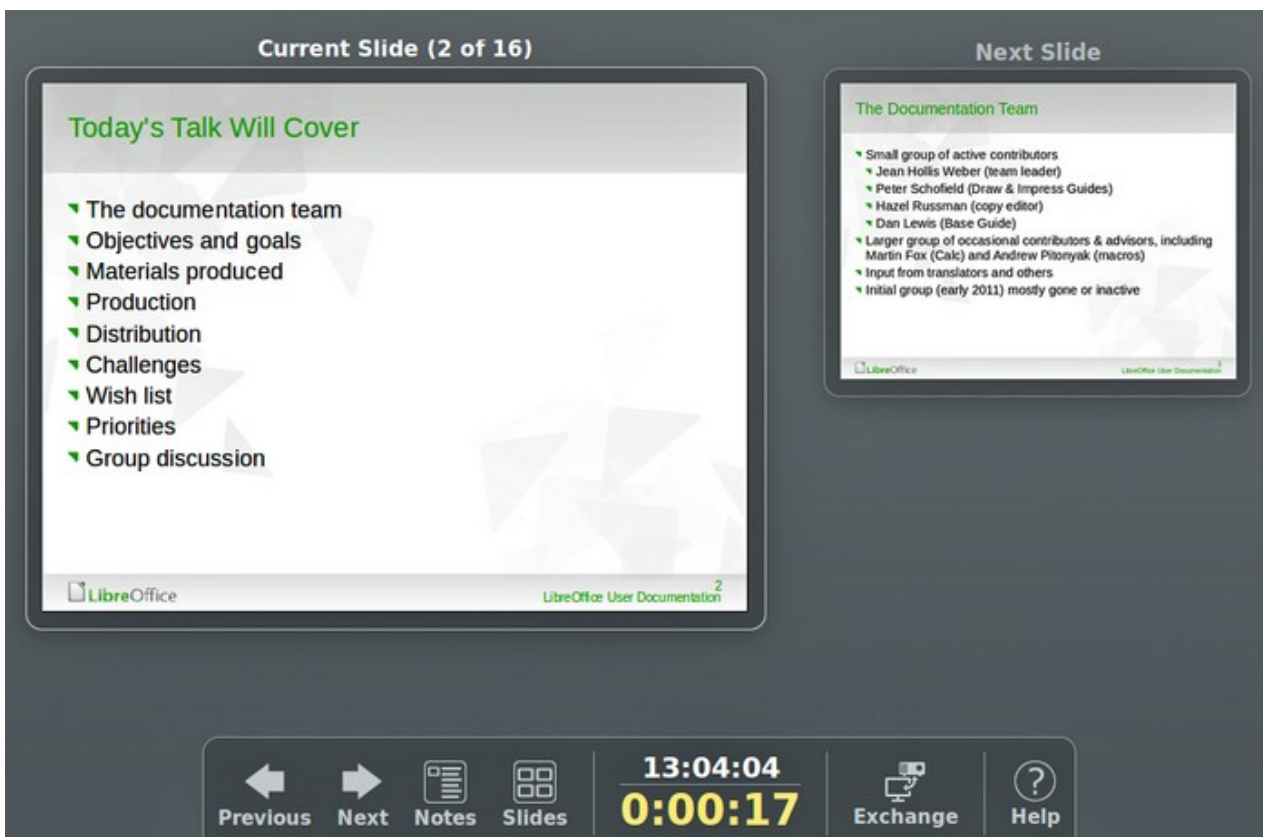 Current Slide (2 of 16)
Today's Talk Will Cover
The documentation team
Objectives and goals
Materials produced
Production
Distribution
Challenges
Wish list
Priorities
Group discussion
LibreOffice
LibreOffice User Documentation
2
Next Slide
The Documentation Team
Small group of active contributors
Jean Hollis Weber (team leader)
Peter Schofield (Draw & Impress Guides)
Hazel Russman (copy editor)
Dan Lewis (Base Guide)
Larger group of occasional contributors & advisors, including
Martin Fox (Calc) and Andrew Pitonyak (macros)
Input from translators and others
Initial group (early 2011) mostly gone or inactive
LibreOffice
LibreOffice User Documentation
3
Previous
Next
Notes
Slides
13:04:04
0:00:17
Exchange
?
Help